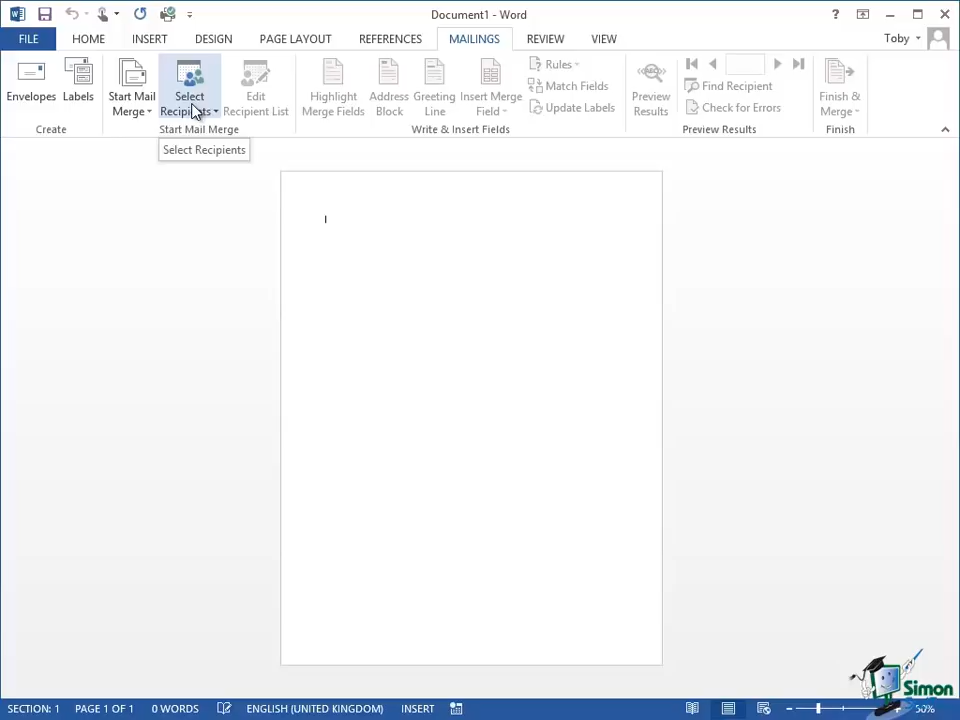 Document1 - Word
FILE HOME INSERT DESIGN PAGE LAYOUT REFERENCES MAILINGS REVIEW VIEW Toby
Envelopes
Labels
Start Mail
Merge
Select
Recipients
Edit
Recipient List
Highlight
Merge Fields
Address
Block
Greeting
Line
Insert Merge
Field
Rules
Match Fields
Update Labels
ABC
Preview
Results
Find Recipient
Check for Errors
Finish &
Merge
Create
Start Mail Merge
Write & Insert Fields
Preview Results
Finish
Select Recipients
Simon
SECTION: 1 PAGE 1 OF 1 0 WORDS ENGLISH (UNITED KINGDOM) INSERT 50%